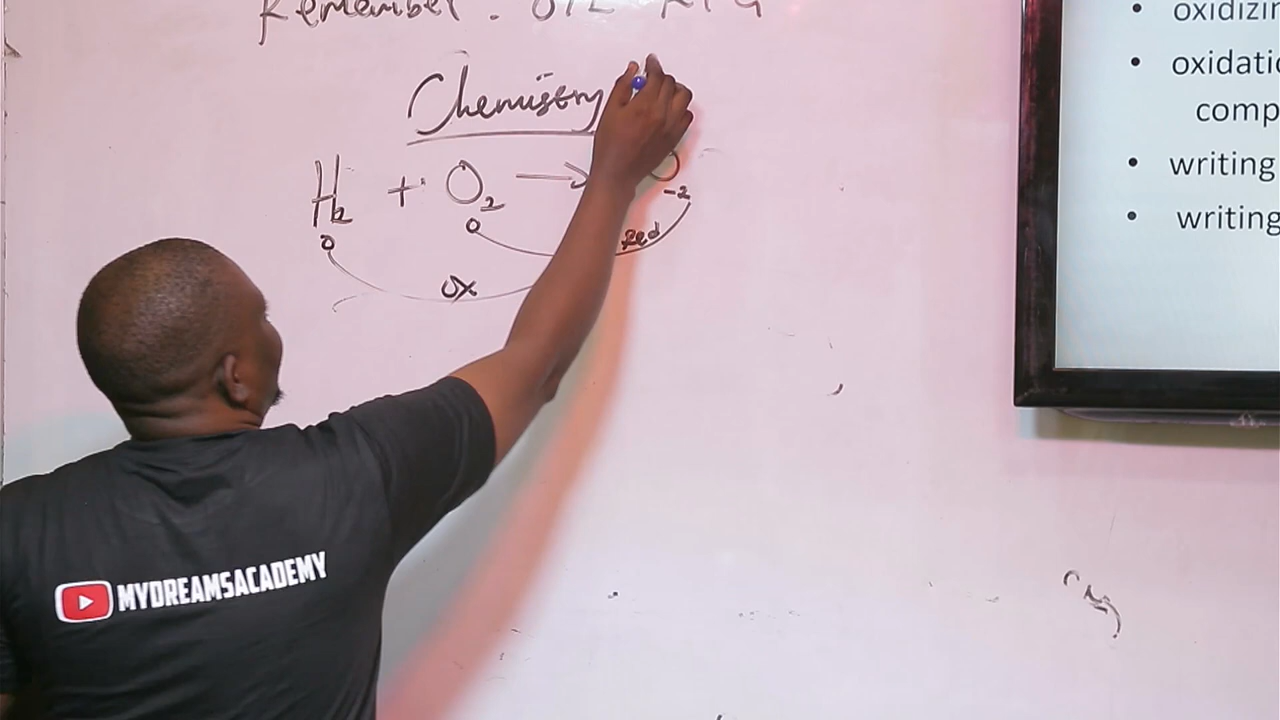 Remember: OIL RIG
Chemistry
H2 + O2 → O
0 0 -2
Red
OX
• oxidizin
• oxidatio
comp
• writing
• writing
MYDREAMSACADEMY